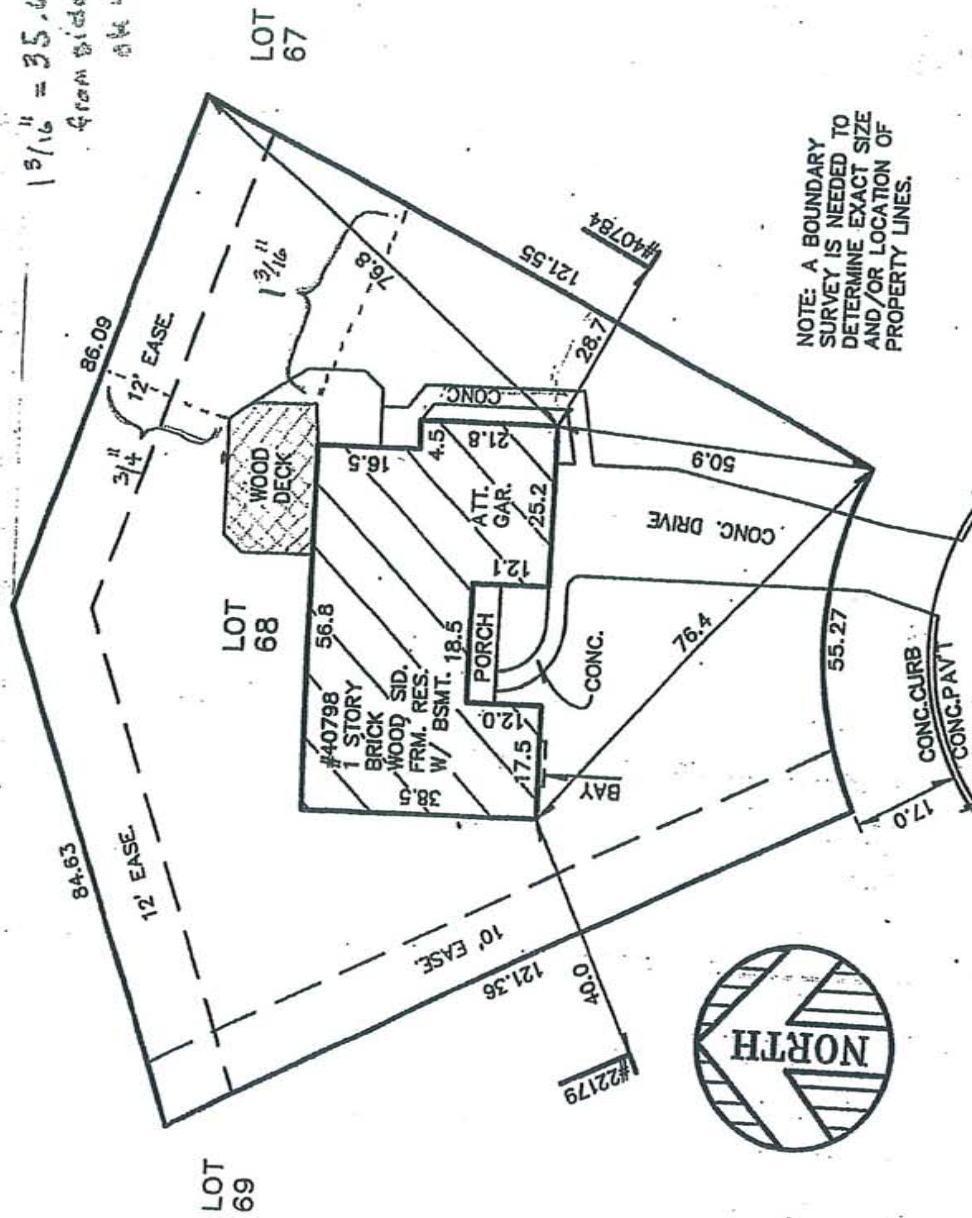 1 3/16" = 35.
from side
LOT
67
86.09
12' EASE.
3/4"
1 3/16"
76.8
84.63
12' EASE.
WOOD
DECK
LOT
68
56.8
16.5
4.5
CONC
21.8
ATT.
GAR.
25.2
12.1
28.7
#40784
121.55
#40798
1 STORY
BRICK
WOOD SID.
FRM. RES.
W/ BSMT.
38.5
18.5
PORCH
12.0
17.5
BAY
CONC.
50.9
CONC. DRIVE
76.4
55.27
10' EASE.
121.36
40.0
#22179
LOT
69
CONC.CURB
CONC.PAV'T
17.0
NORTH
NOTE: A BOUNDARY
SURVEY IS NEEDED TO
DETERMINE EXACT SIZE
AND/OR LOCATION OF
PROPERTY LINES.